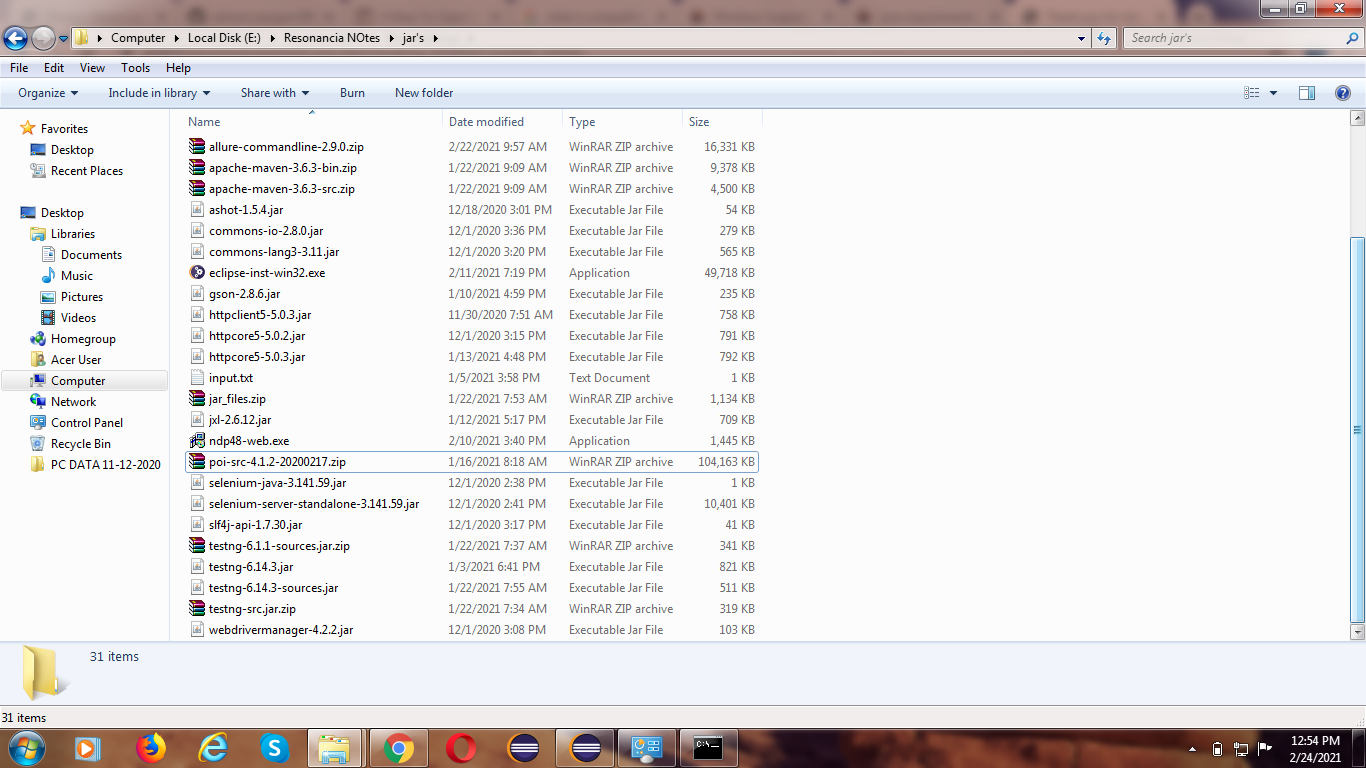 Computer Local Disk (E:) Resonancia NOtes jar's
Search jar's
File Edit View Tools Help
Organize Include in library Share with Burn New folder
Favorites
Desktop
Recent Places
Desktop
Libraries
Documents
Music
Pictures
Videos
Homegroup
Acer User
Computer
Network
Control Panel
Recycle Bin
PC DATA 11-12-2020
Name Date modified Type Size
allure-commandline-2.9.0.zip 2/22/2021 9:57 AM WinRAR ZIP archive 16,331 KB
apache-maven-3.6.3-bin.zip 1/22/2021 9:09 AM WinRAR ZIP archive 9,378 KB
apache-maven-3.6.3-src.zip 1/22/2021 9:09 AM WinRAR ZIP archive 4,500 KB
ashot-1.5.4.jar 12/18/2020 3:01 PM Executable Jar File 54 KB
commons-io-2.8.0.jar 12/1/2020 3:36 PM Executable Jar File 279 KB
commons-lang3-3.11.jar 12/1/2020 3:20 PM Executable Jar File 565 KB
eclipse-inst-win32.exe 2/11/2021 7:19 PM Application 49,718 KB
gson-2.8.6.jar 1/10/2021 4:59 PM Executable Jar File 235 KB
httpclient5-5.0.3.jar 11/30/2020 7:51 AM Executable Jar File 758 KB
httpcore5-5.0.2.jar 12/1/2020 3:15 PM Executable Jar File 791 KB
httpcore5-5.0.3.jar 1/13/2021 4:48 PM Executable Jar File 792 KB
input.txt 1/5/2021 3:58 PM Text Document 1 KB
jar_files.zip 1/22/2021 7:53 AM WinRAR ZIP archive 1,134 KB
jxl-2.6.12.jar 1/12/2021 5:17 PM Executable Jar File 709 KB
ndp48-web.exe 2/10/2021 3:40 PM Application 1,445 KB
poi-src-4.1.2-20200217.zip 1/16/2021 8:18 AM WinRAR ZIP archive 104,163 KB
selenium-java-3.141.59.jar 12/1/2020 2:38 PM Executable Jar File 1 KB
selenium-server-standalone-3.141.59.jar 12/1/2020 2:41 PM Executable Jar File 10,401 KB
slf4j-api-1.7.30.jar 12/1/2020 3:17 PM Executable Jar File 41 KB
testng-6.1.1-sources.jar.zip 1/22/2021 7:37 AM WinRAR ZIP archive 341 KB
testng-6.14.3.jar 1/3/2021 6:41 PM Executable Jar File 821 KB
testng-6.14.3-sources.jar 1/22/2021 7:55 AM Executable Jar File 511 KB
testng-src.jar.zip 1/22/2021 7:34 AM WinRAR ZIP archive 319 KB
webdrivermanager-4.2.2.jar 12/1/2020 3:08 PM Executable Jar File 103 KB
31 items
31 items
C:\.
12:54 PM
2/24/2021